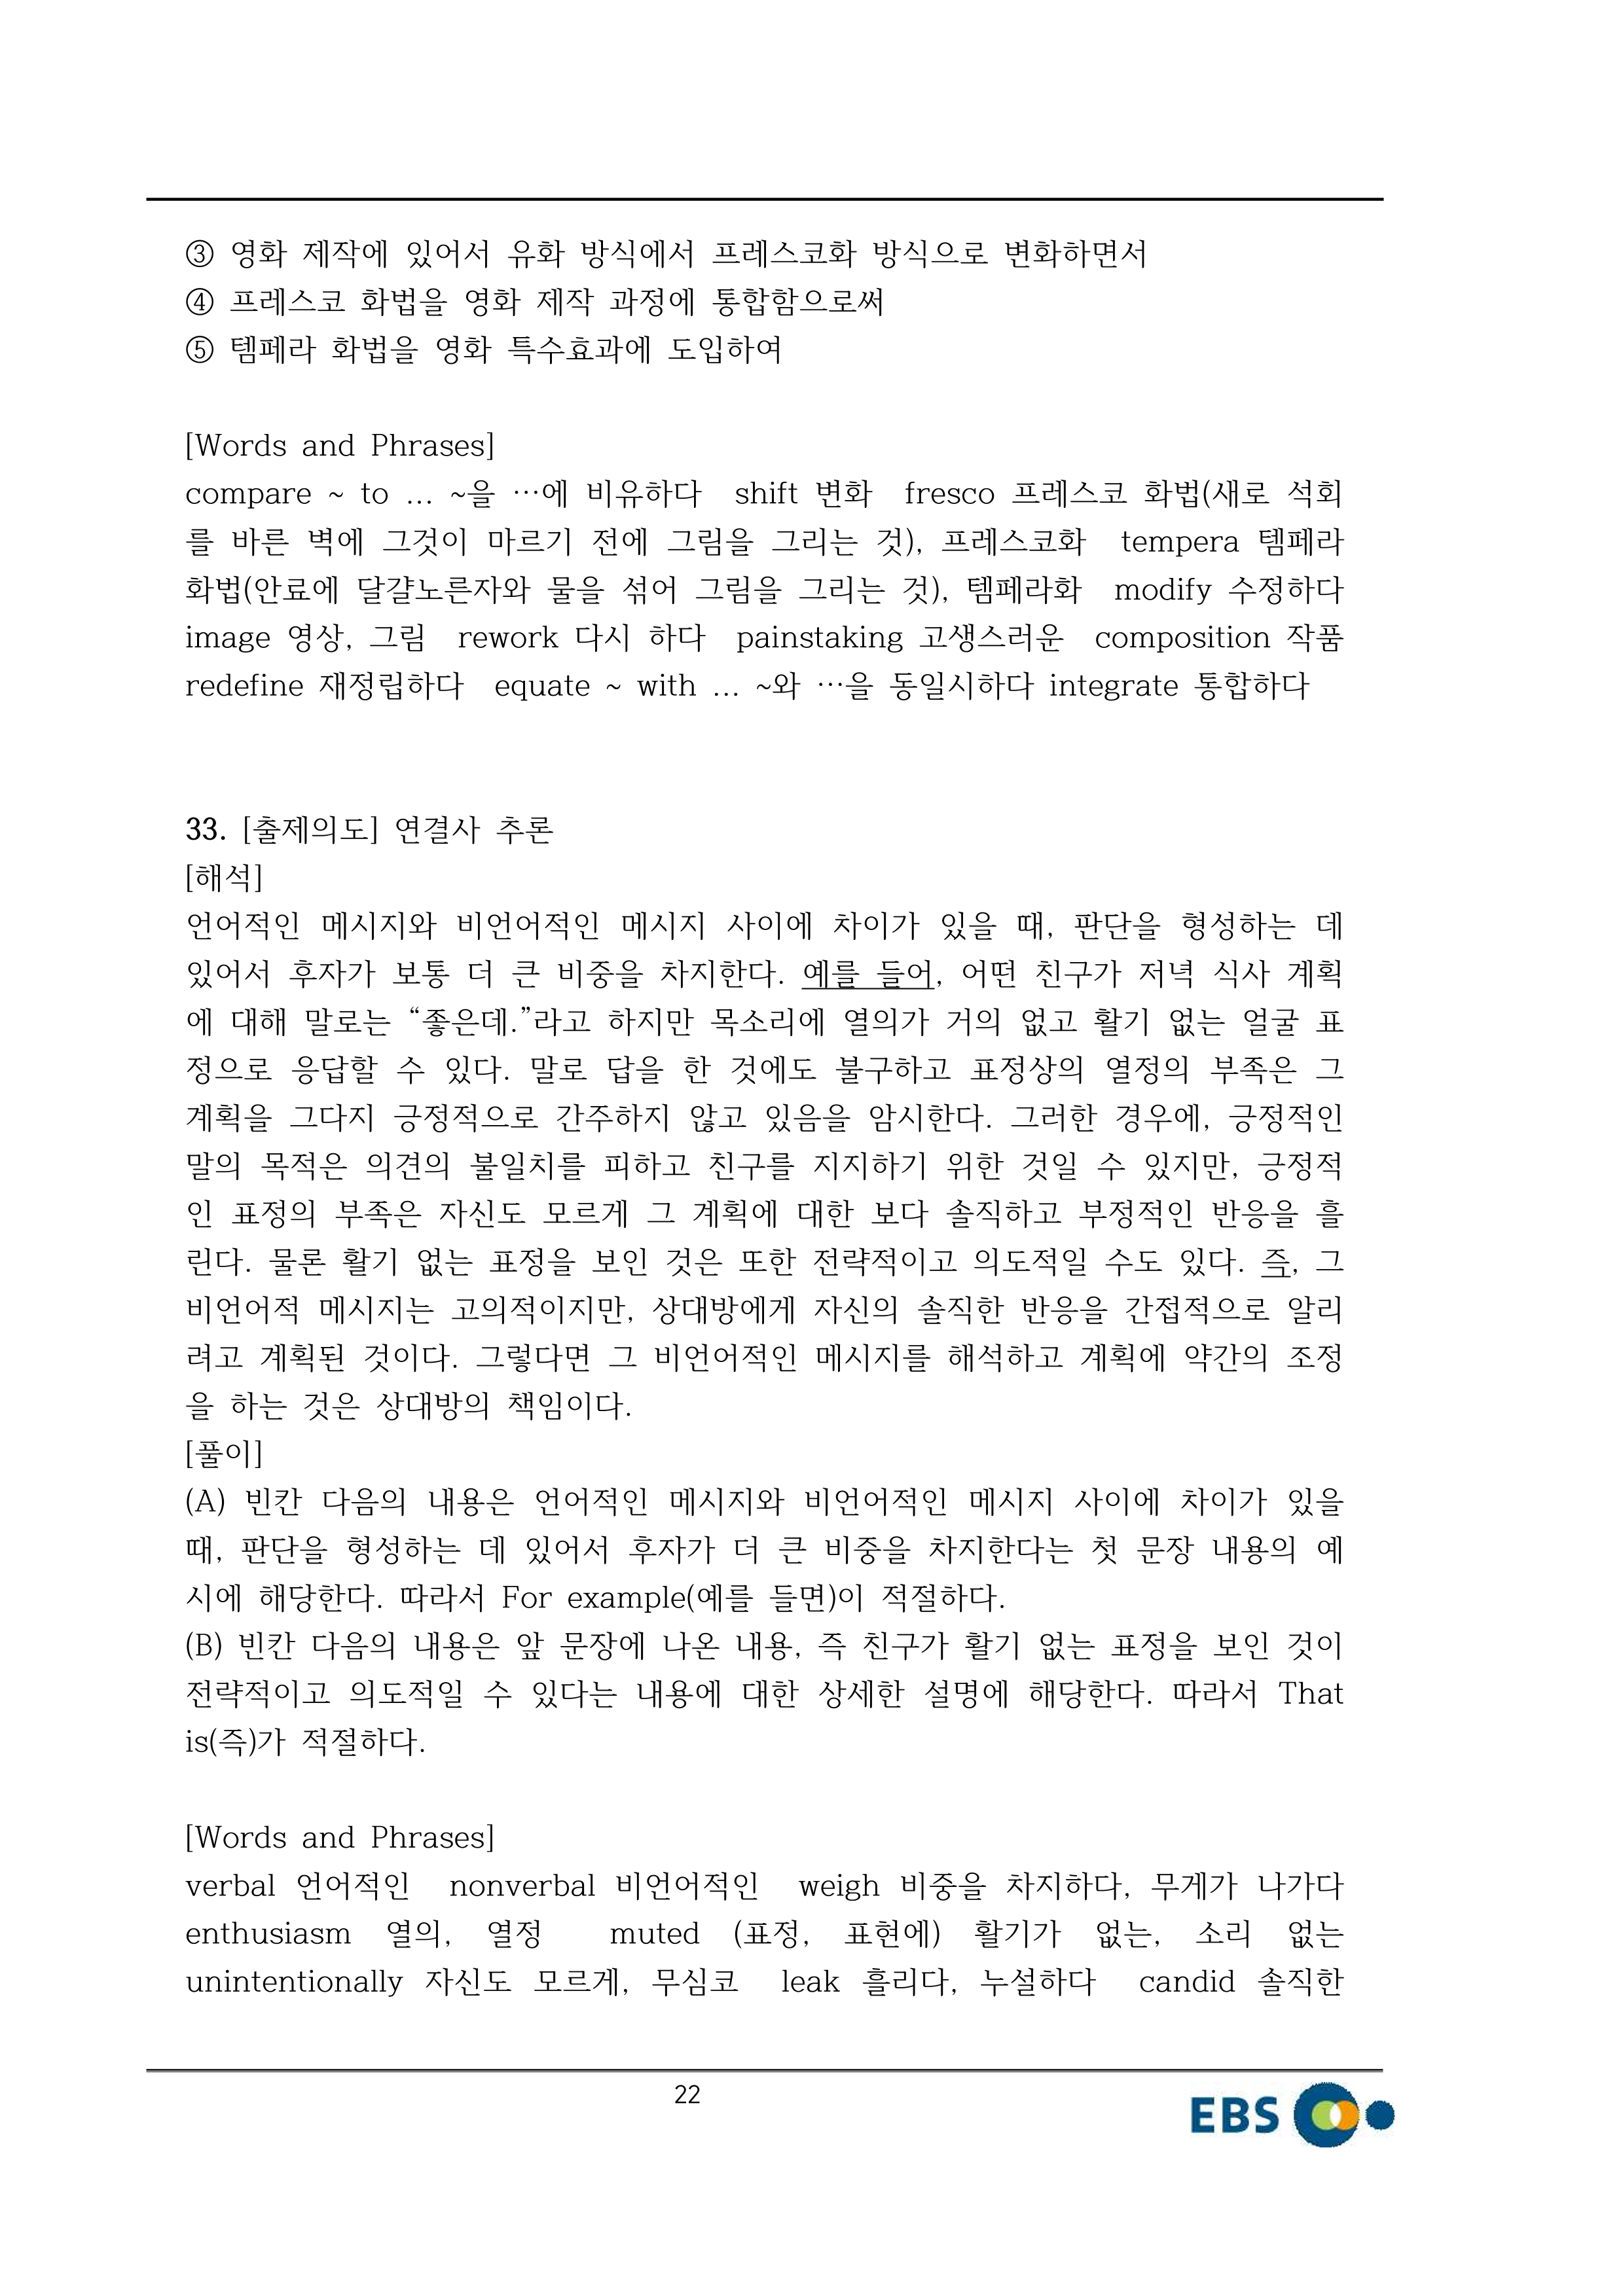 ③ 영화 제작에 있어서 유화 방식에서 프레스코화 방식으로 변화하면서
④ 프레스코 화법을 영화 제작 과정에 통합함으로써
⑤ 템페라 화법을 영화 특수효과에 도입하여
[Words and Phrases]
compare ~ to … ~을 …에 비유하다 shift 변화 fresco 프레스코 화법(새로 석회
를 바른 벽에 그것이 마르기 전에 그림을 그리는 것), 프레스코화 tempera 템페라
화법(안료에 달걀노른자와 물을 섞어 그림을 그리는 것), 템페라화 modify 수정하다
image 영상, 그림 rework 다시 하다 painstaking 고생스러운 composition 작품
redefine 재정립하다 equate ~ with … ~와 …을 동일시하다 integrate 통합하다
33. [출제의도] 연결사 추론
[해석]
언어적인 메시지와 비언어적인 메시지 사이에 차이가 있을 때, 판단을 형성하는 데
있어서 후자가 보통 더 큰 비중을 차지한다. 예를 들어, 어떤 친구가 저녁 식사 계획
에 대해 말로는 “좋은데.”라고 하지만 목소리에 열의가 거의 없고 활기 없는 얼굴 표
정으로 응답할 수 있다. 말로 답을 한 것에도 불구하고 표정상의 열정의 부족은 그
계획을 그다지 긍정적으로 간주하지 않고 있음을 암시한다. 그러한 경우에, 긍정적인
말의 목적은 의견의 불일치를 피하고 친구를 지지하기 위한 것일 수 있지만, 긍정적
인 표정의 부족은 자신도 모르게 그 계획에 대한 보다 솔직하고 부정적인 반응을 흘
린다. 물론 활기 없는 표정을 보인 것은 또한 전략적이고 의도적일 수도 있다. 즉, 그
비언어적 메시지는 고의적이지만, 상대방에게 자신의 솔직한 반응을 간접적으로 알리
려고 계획된 것이다. 그렇다면 그 비언어적인 메시지를 해석하고 계획에 약간의 조정
을 하는 것은 상대방의 책임이다.
[풀이]
(A) 빈칸 다음의 내용은 언어적인 메시지와 비언어적인 메시지 사이에 차이가 있을
때, 판단을 형성하는 데 있어서 후자가 더 큰 비중을 차지한다는 첫 문장 내용의 예
시에 해당한다. 따라서 For example(예를 들면)이 적절하다.
(B) 빈칸 다음의 내용은 앞 문장에 나온 내용, 즉 친구가 활기 없는 표정을 보인 것이
전략적이고 의도적일 수 있다는 내용에 대한 상세한 설명에 해당한다. 따라서 That
is(즉)가 적절하다.
[Words and Phrases]
verbal 언어적인 nonverbal 비언어적인 weigh 비중을 차지하다, 무게가 나가다
enthusiasm 열의, 열정 muted (표정, 표현에) 활기가 없는, 소리 없는
unintentionally 자신도 모르게, 무심코 leak 흘리다, 누설하다 candid 솔직한
22
EBS